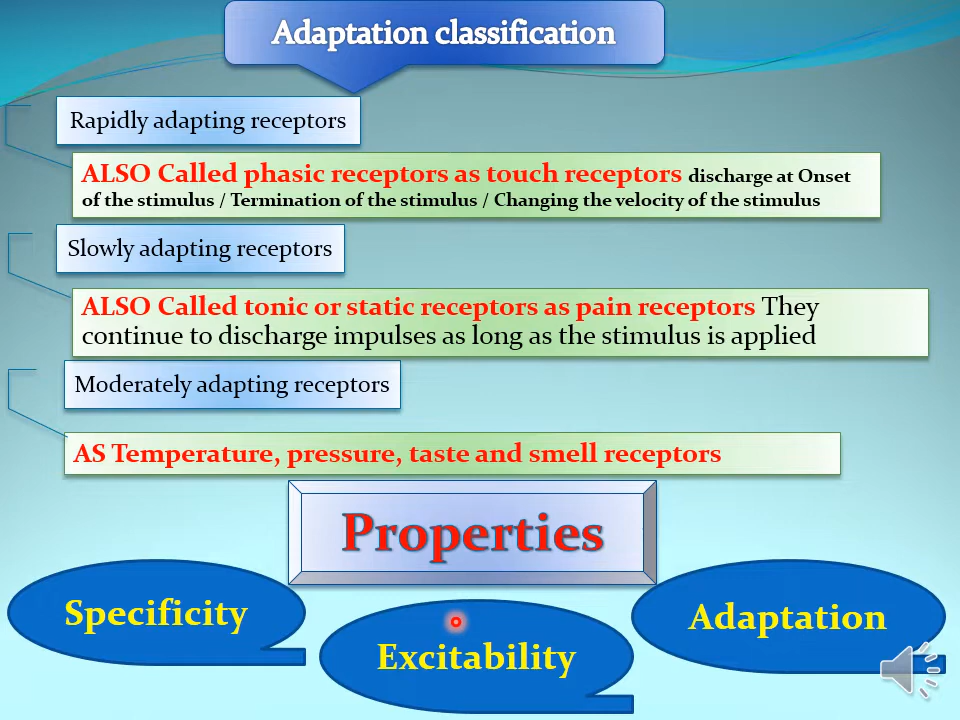 Adaptation classification
Rapidly adapting receptors
ALSO Called phasic receptors as touch receptors discharge at Onset
of the stimulus / Termination of the stimulus / Changing the velocity of the stimulus
Slowly adapting receptors
ALSO Called tonic or static receptors as pain receptors They
continue to discharge impulses as long as the stimulus is applied
Moderately adapting receptors
AS Temperature, pressure, taste and smell receptors
Properties
Specificity
Excitability
Adaptation